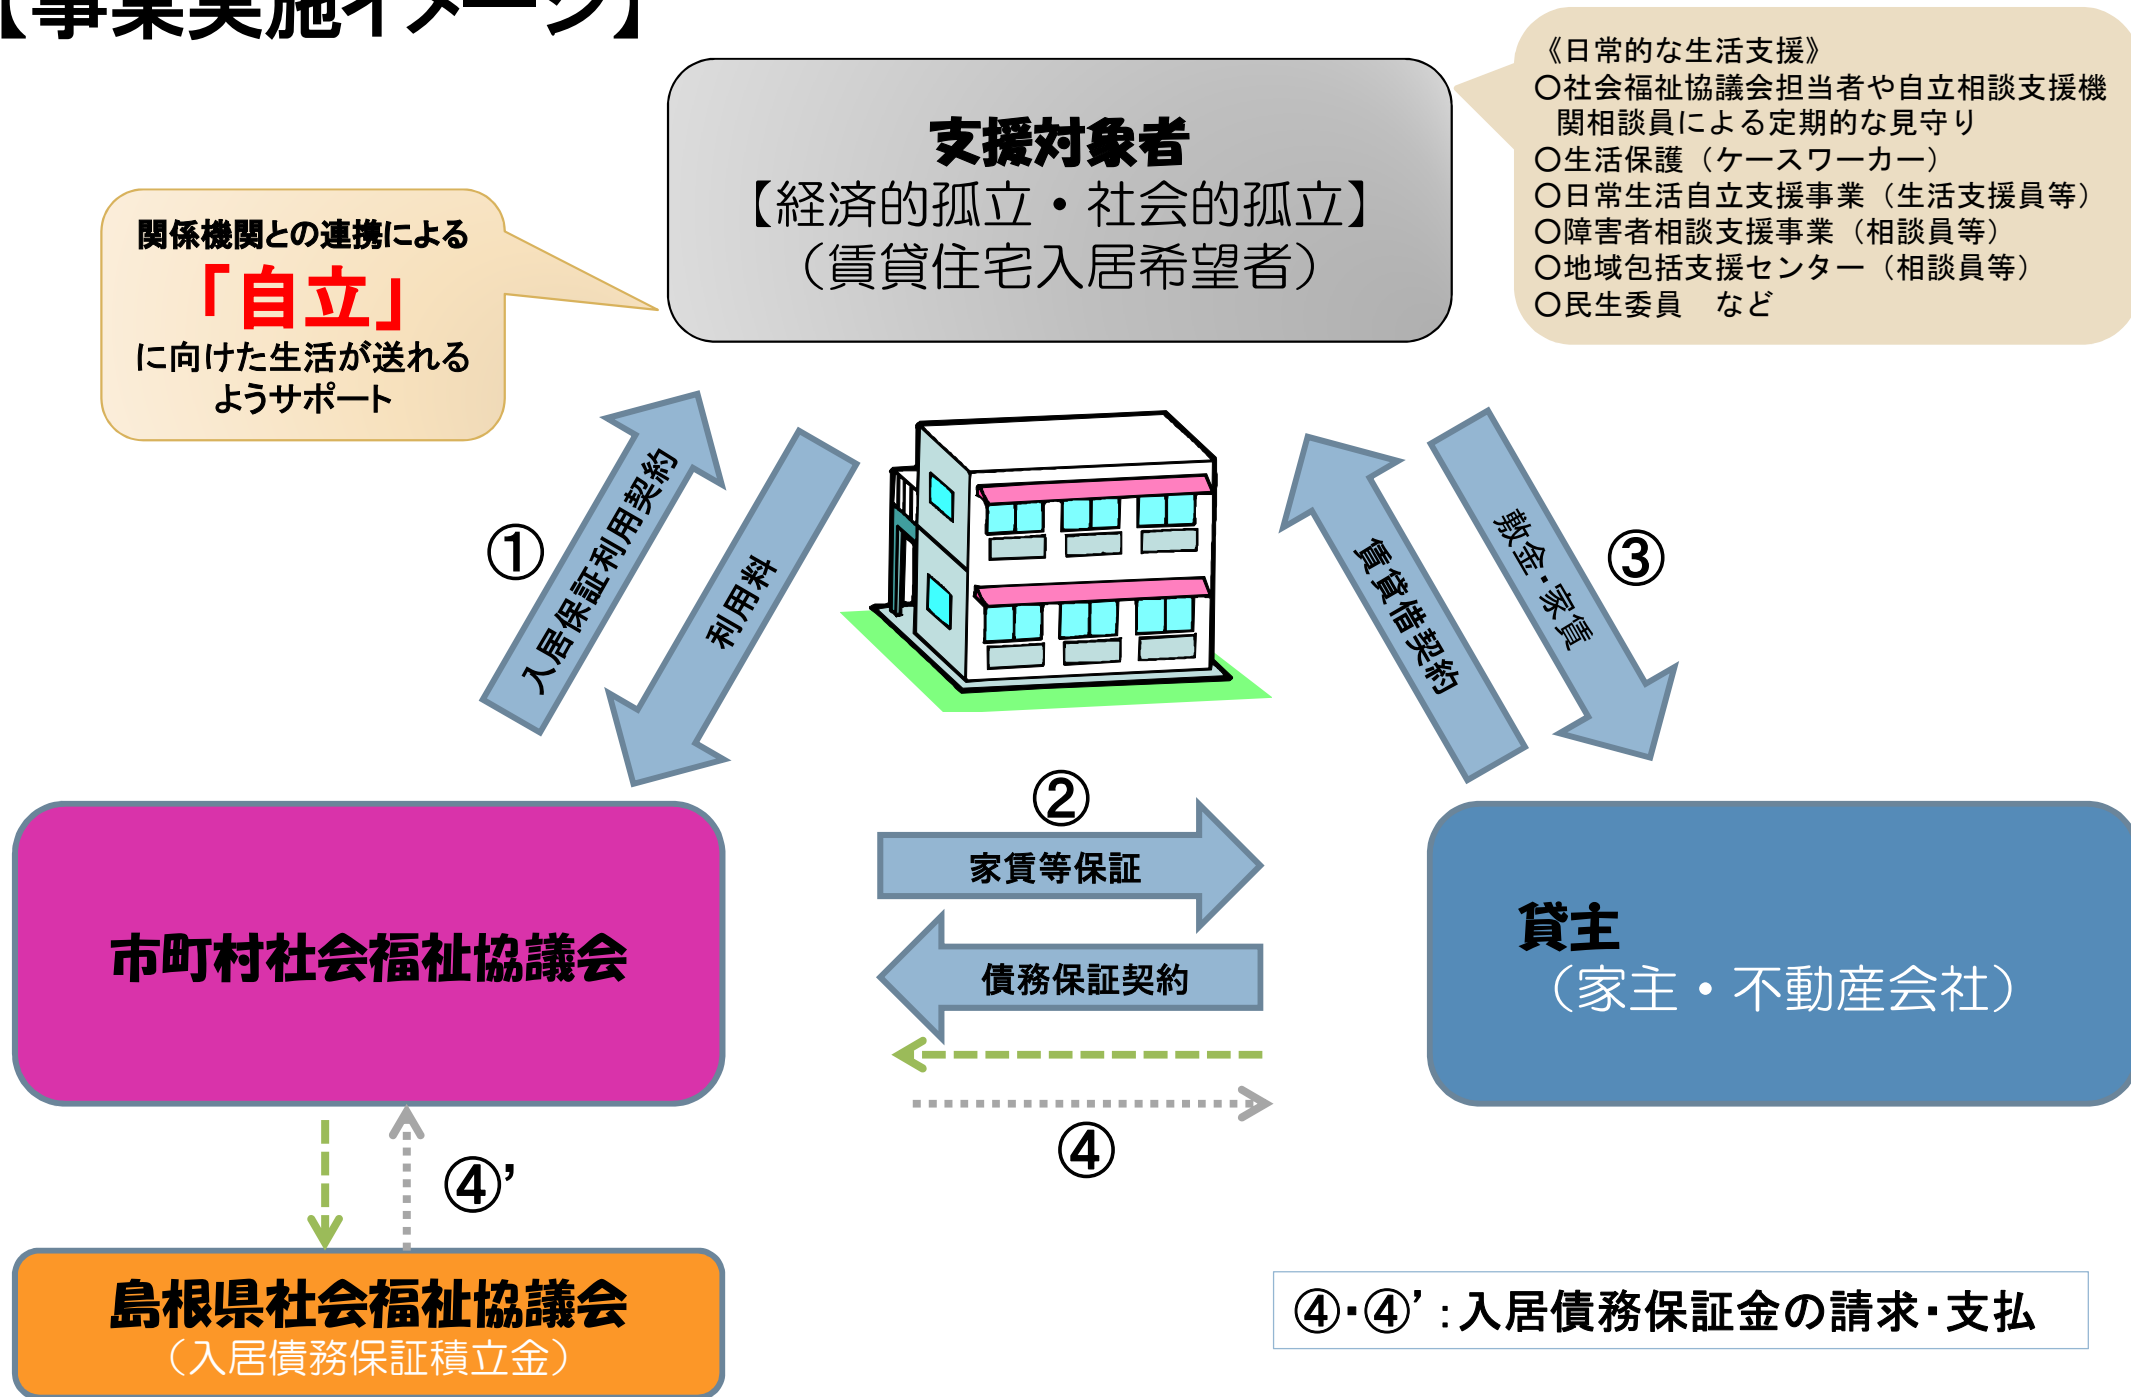 【事業実施イメージ】
《日常的な生活支援》
〇社会福祉協議会担当者や自立相談支援機
関相談員による定期的な見守り
〇生活保護（ケースワーカー）
〇日常生活自立支援事業（生活支援員等）
〇障害者相談支援事業（相談員等）
〇地域包括支援センター（相談員等）
〇民生委員　など
支援対象者
【経済的孤立・社会的孤立】
（賃貸住宅入居希望者）
関係機関との連携による
「自立」
に向けた生活が送れる
ようサポート
①
入居保証利用契約
利用料
賃貸借契約
敷金・家賃
③
②
家賃等保証
債務保証契約
④
市町村社会福祉協議会
貸主
（家主・不動産会社）
④’
島根県社会福祉協議会
（入居債務保証積立金）
④・④’：入居債務保証金の請求・支払